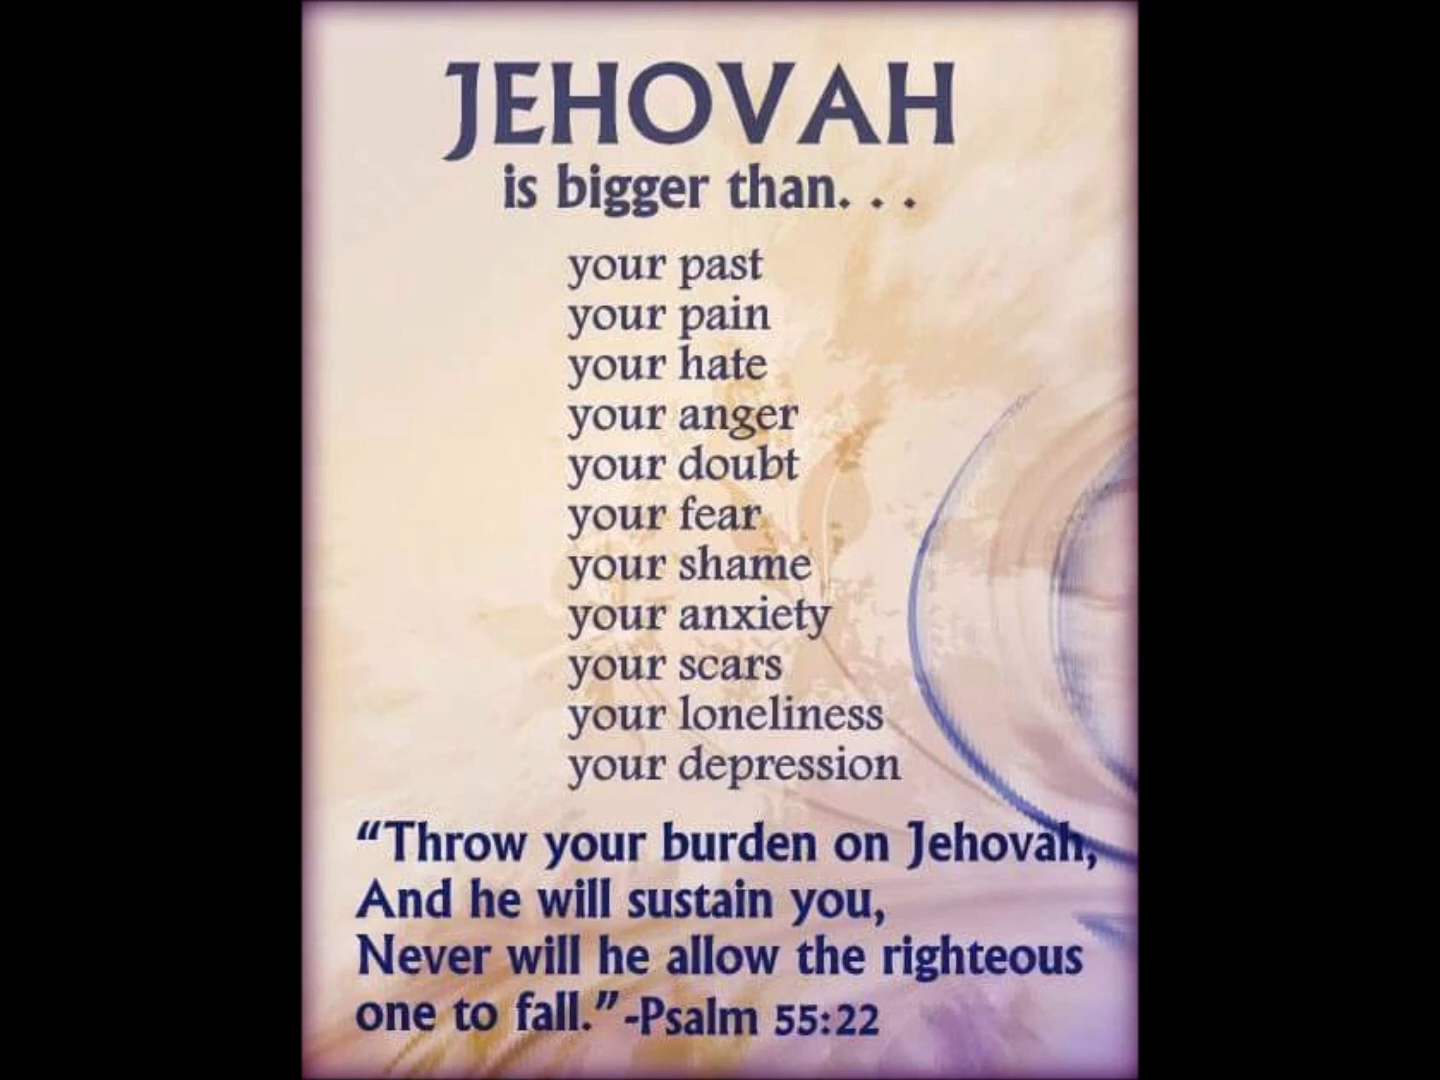 JEHOVAH
is bigger than. . .
your past
your pain
your hate
your anger
your doubt
your fear
your shame
your anxiety
your scars
your loneliness
your depression
“Throw your burden on Jehovah,
And he will sustain you,
Never will he allow the righteous
one to fall.”-Psalm 55:22